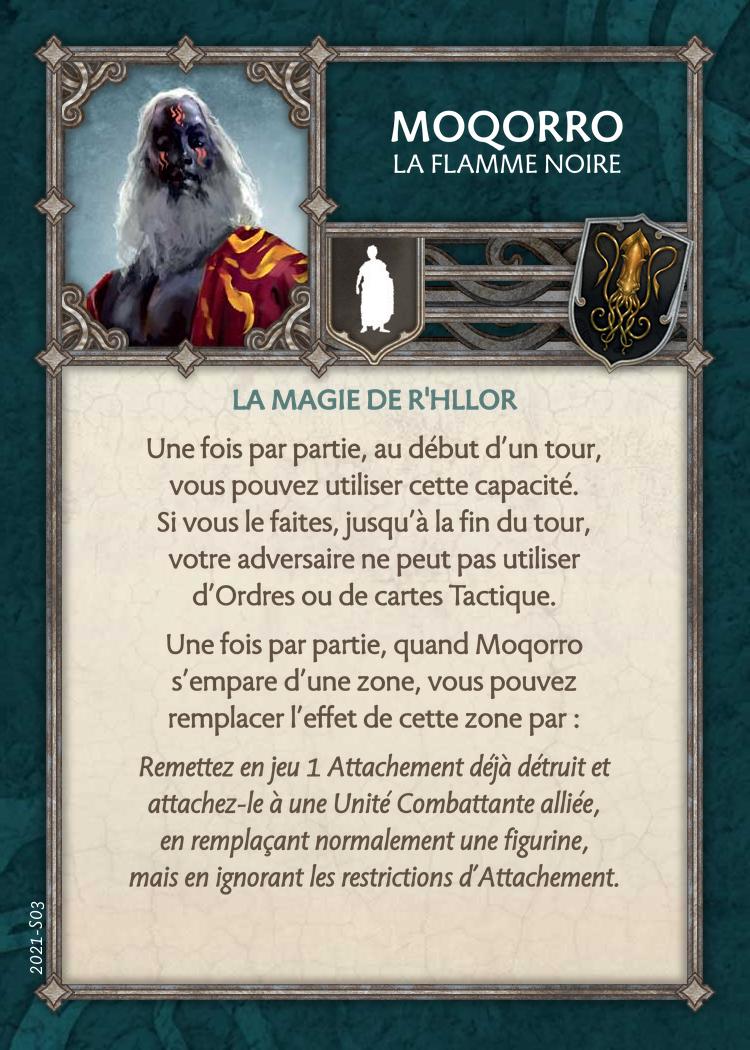 MOQORRO
LA FLAMME NOIRE
LA MAGIE DE R'HLLOR
Une fois par partie, au début d’un tour,
vous pouvez utiliser cette capacité.
Si vous le faites, jusqu’à la fin du tour,
votre adversaire ne peut pas utiliser
d’Ordres ou de cartes Tactique.
Une fois par partie, quand Moqorro
s’empare d’une zone, vous pouvez
remplacer l’effet de cette zone par :
Remettez en jeu 1 Attachement déjà détruit et
attachez-le à une Unité Combattante alliée,
en remplaçant normalement une figurine,
mais en ignorant les restrictions d’Attachement.
2021-S03